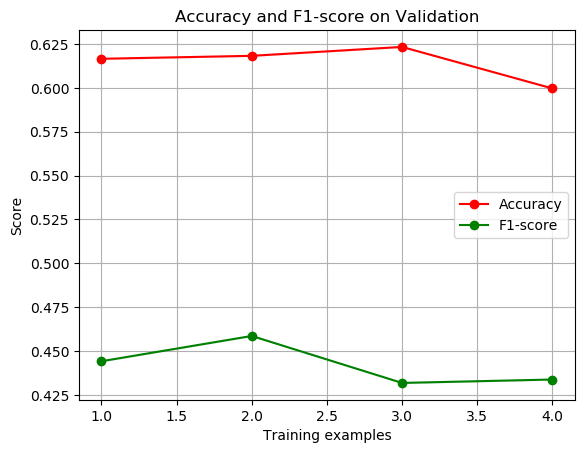 Accuracy and F1-score on Validation
0.625
0.600
0.575
0.550
0.525
0.500
0.475
0.450
0.425
Score
Accuracy
F1-score
1.0 1.5 2.0 2.5 3.0 3.5 4.0
Training examples